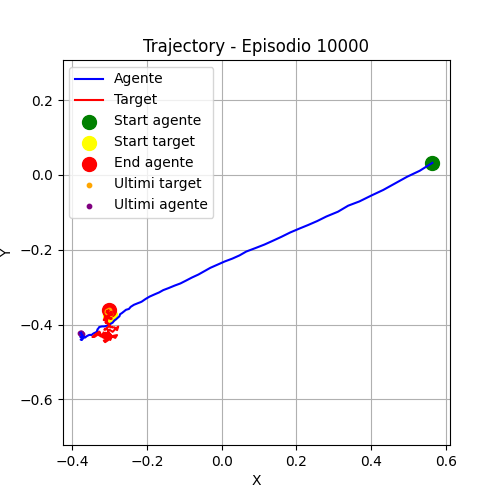 Trajectory - Episodio 10000
Agente
Target
Start agente
Start target
End agente
Ultimi target
Ultimi agente
0.2
0.0
−0.2
−0.4
−0.6
Y
−0.4
−0.2
0.0
0.2
0.4
0.6
X